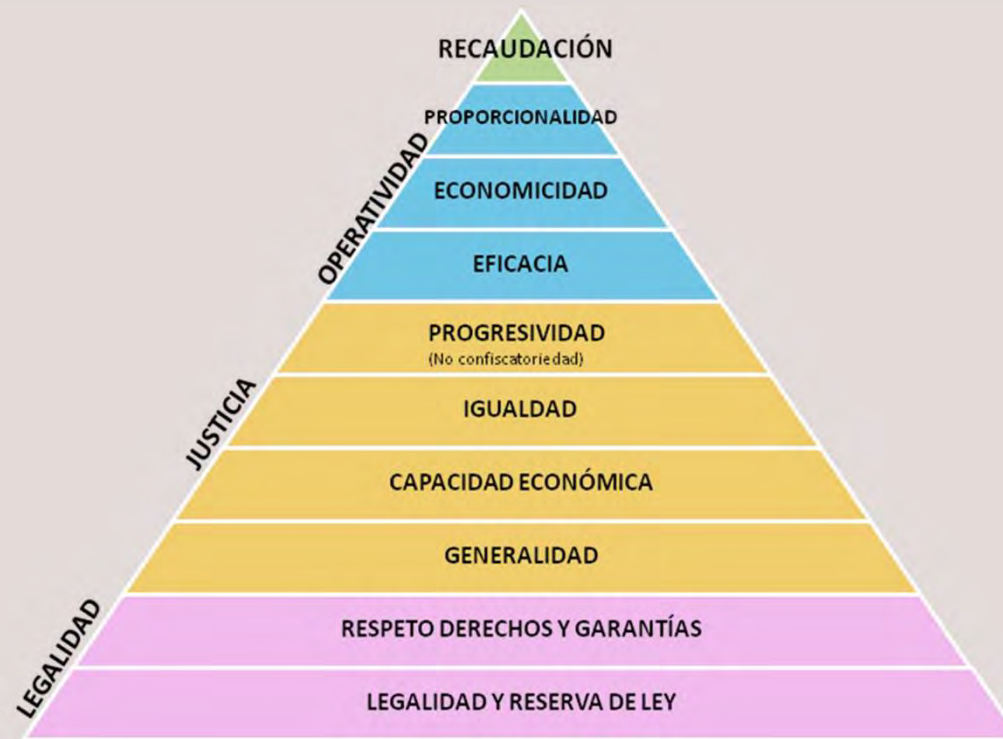 RECAUDACIÓN
PROPORCIONALIDAD
ECONOMICIDAD
EFICACIA
OPERATIVIDAD
PROGRESIVIDAD
(No confiscatoriedad)
IGUALDAD
CAPACIDAD ECONÓMICA
GENERALIDAD
JUSTICIA
RESPETO DERECHOS Y GARANTÍAS
LEGALIDAD Y RESERVA DE LEY
LEGALIDAD